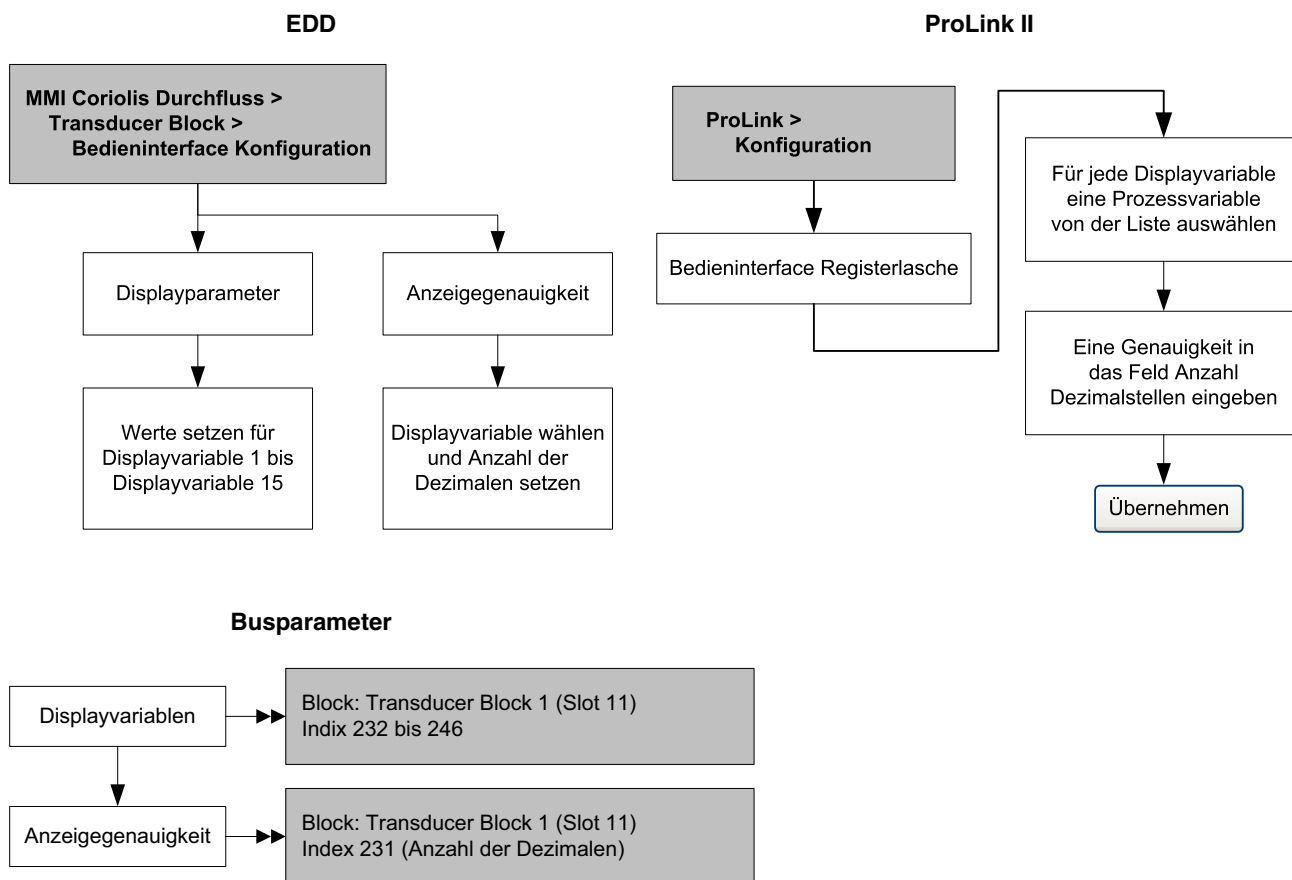 EDD
MMI Coriolis Durchfluss >
Transducer Block >
Bedieninterface Konfiguration
Displayparameter
Anzeigegenauigkeit
Werte setzen für
Displayvariable 1 bis
Displayvariable 15
Displayvariable wählen
und Anzahl der
Dezimalen setzen
ProLink II
ProLink >
Konfiguration
Bedieninterface Registerlasche
Für jede Displayvariable
eine Prozessvariable
von der Liste auswählen
Eine Genauigkeit in
das Feld Anzahl
Dezimalstellen eingeben
Übernehmen
Busparameter
Displayvariablen
Block: Transducer Block 1 (Slot 11)
Indix 232 bis 246
Anzeigegenauigkeit
Block: Transducer Block 1 (Slot 11)
Index 231 (Anzahl der Dezimalen)